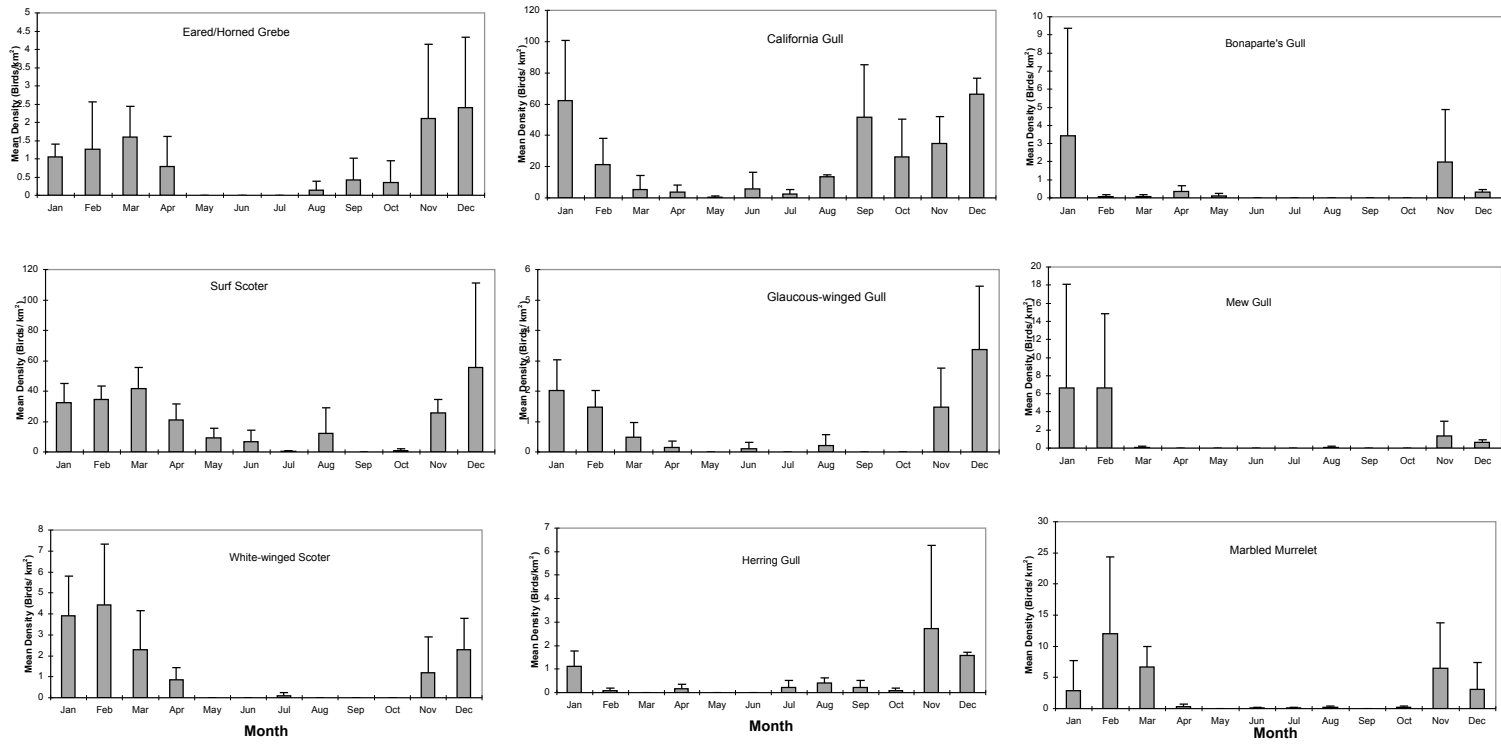 Eared/Horned Grebe
Mean Density (Birds/km²)
5
4.5
4
3.5
3
2.5
2
1.5
1
0.5
0
Jan Feb Mar Apr May Jun Jul Aug Sep Oct Nov Dec
California Gull
Mean Density (Birds/ km²)
120
100
80
60
40
20
0
Jan Feb Mar Apr May Jun Jul Aug Sep Oct Nov Dec
Bonaparte's Gull
Mean Density (Birds/ km²)
10
9
8
7
6
5
4
3
2
1
0
Jan Feb Mar Apr May Jun Jul Aug Sep Oct Nov Dec
Surf Scoter
Mean Density (Birds/ km²)
120
100
80
60
40
20
0
Jan Feb Mar Apr May Jun Jul Aug Sep Oct Nov Dec
Glaucous-winged Gull
Mean Density (Birds/ km²)
6
5
4
3
2
1
0
Jan Feb Mar Apr May Jun Jul Aug Sep Oct Nov Dec
Mew Gull
Mean Density (Birds/ km²)
20
18
16
14
12
10
8
6
4
2
0
Jan Feb Mar Apr May Jun Jul Aug Sep Oct Nov Dec
White-winged Scoter
Mean Density (Birds/ km²)
8
7
6
5
4
3
2
1
0
Jan Feb Mar Apr May Jun Jul Aug Sep Oct Nov Dec
Month
Herring Gull
Mean Density (Birds/ km²)
7
6
5
4
3
2
1
0
Jan Feb Mar Apr May Jun Jul Aug Sep Oct Nov Dec
Month
Marbled Murrelet
Mean Density (Birds/ km²)
30
25
20
15
10
5
0
Jan Feb Mar Apr May Jun Jul Aug Sep Oct Nov Dec
Month